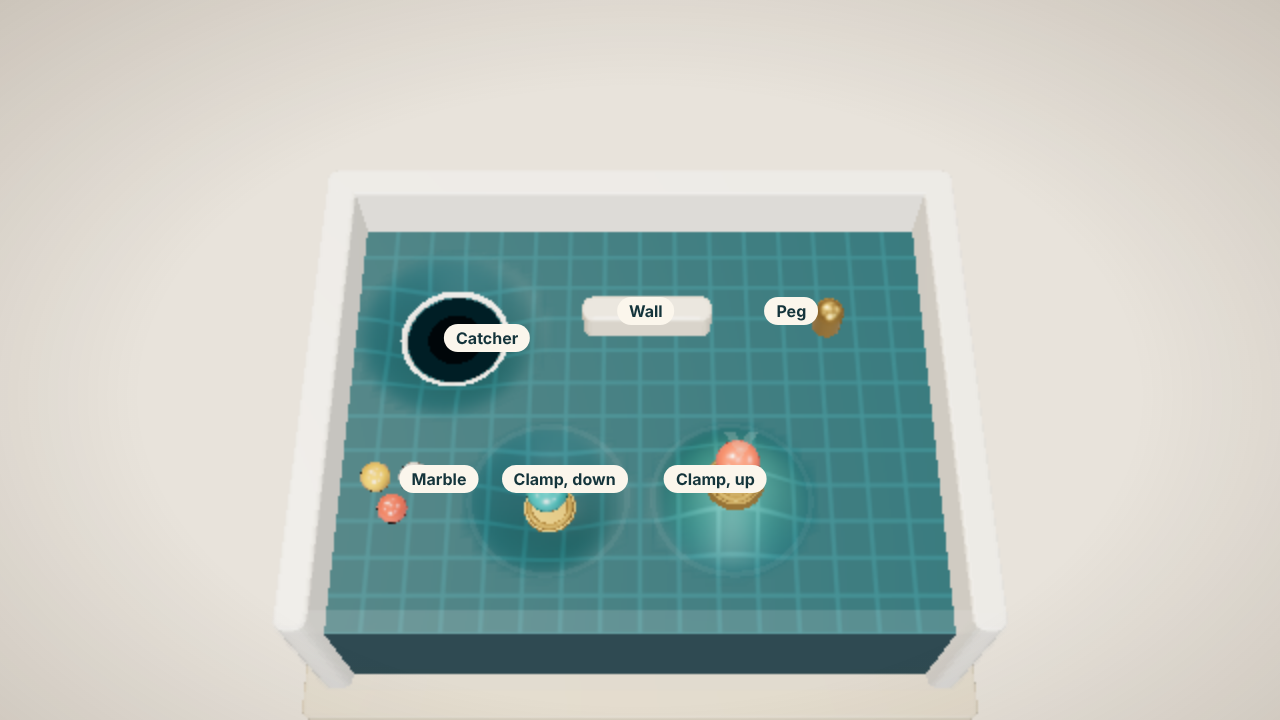 Wall
Peg
Catcher
Marble
Clamp, down
Clamp, up